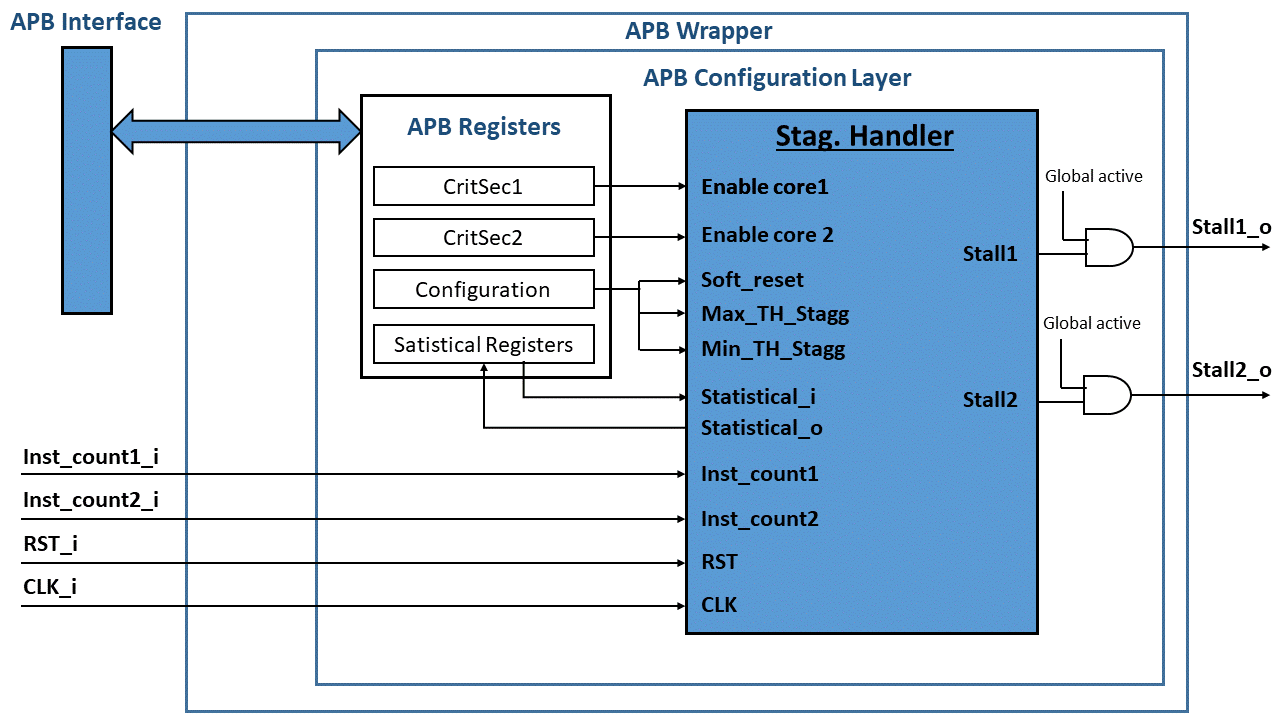 APB Interface
APB Wrapper
APB Configuration Layer
APB Registers
CritSec1
CritSec2
Configuration
Satistical Registers
Stag. Handler
Enable core1
Enable core 2
Soft_reset
Max_TH_Stagg
Min_TH_Stagg
Statistical_i
Statistical_o
Inst_count1
Inst_count2
RST
CLK
Stall1
Stall2
Global active
Stall1_o
Global active
Stall2_o
Inst_count1_i
Inst_count2_i
RST_i
CLK_i